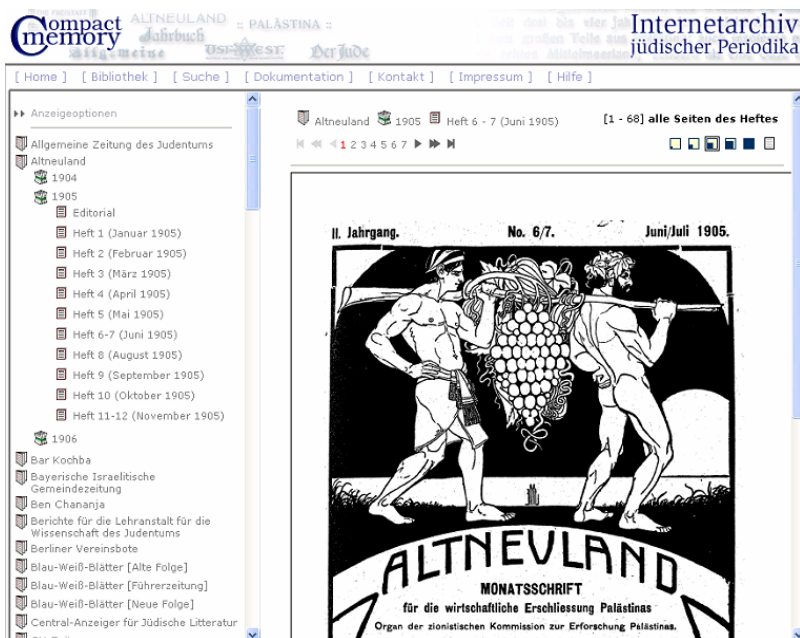 Compact
memory
ALTNEULAND :: PALÄSTINA ::
Jahrbuch
Allgemeine OST UND WEST. Der Jude
Internetarchiv
jüdischer Periodika
[ Home ] [ Bibliothek ] [ Suche ] [ Dokumentation ] [ Kontakt ] [ Impressum ] [ Hilfe ]
Anzeigeoptionen
Allgemeine Zeitung des Judentums
Altneuland
1904
1905
Editorial
Heft 1 (Januar 1905)
Heft 2 (Februar 1905)
Heft 3 (März 1905)
Heft 4 (April 1905)
Heft 5 (Mai 1905)
Heft 6-7 (Juni 1905)
Heft 8 (August 1905)
Heft 9 (September 1905)
Heft 10 (Oktober 1905)
Heft 11-12 (November 1905)
1906
Bar Kochba
Bayerische Israelitische
Gemeindezeitung
Ben Chananja
Berichte für die Lehranstalt für die
Wissenschaft des Judentums
Berliner Vereinsbote
Blau-Weiß-Blätter [Alte Folge]
Blau-Weiß-Blätter [Führerzeitung]
Blau-Weiß-Blätter [Neue Folge]
Central-Anzeiger für Jüdische Litteratur
Altneuland 1905 Heft 6 - 7 (Juni 1905) [1 - 68] alle Seiten des Heftes
1 2 3 4 5 6 7
II. Jahrgang. No. 6/7. Juni/Juli 1905.
ALTNEVLAND
MONATSSCHRIFT
für die wirtschaftliche Erschliessung Palästinas
Organ der zionistischen Kommission zur Erforschung Palästinas.